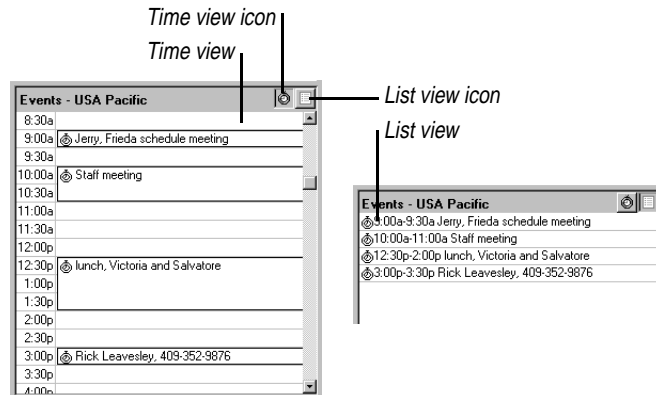 Time view icon
Time view
List view icon
List view
Events - USA Pacific
8:30a
9:00a Jerry, Frieda schedule meeting
9:30a
10:00a Staff meeting
10:30a
11:00a
11:30a
12:00p
12:30p lunch, Victoria and Salvatore
1:00p
1:30p
2:00p
2:30p
3:00p Rick Leavesley, 409-352-9876
3:30p
4:00p
Events - USA Pacific
9:00a-9:30a Jerry, Frieda schedule meeting
10:00a-11:00a Staff meeting
12:30p-2:00p lunch, Victoria and Salvatore
3:00p-3:30p Rick Leavesley, 409-352-9876